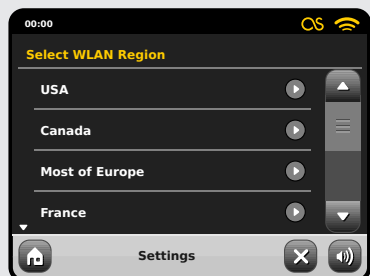 00:00
Select WLAN Region
USA
Canada
Most of Europe
France
Settings